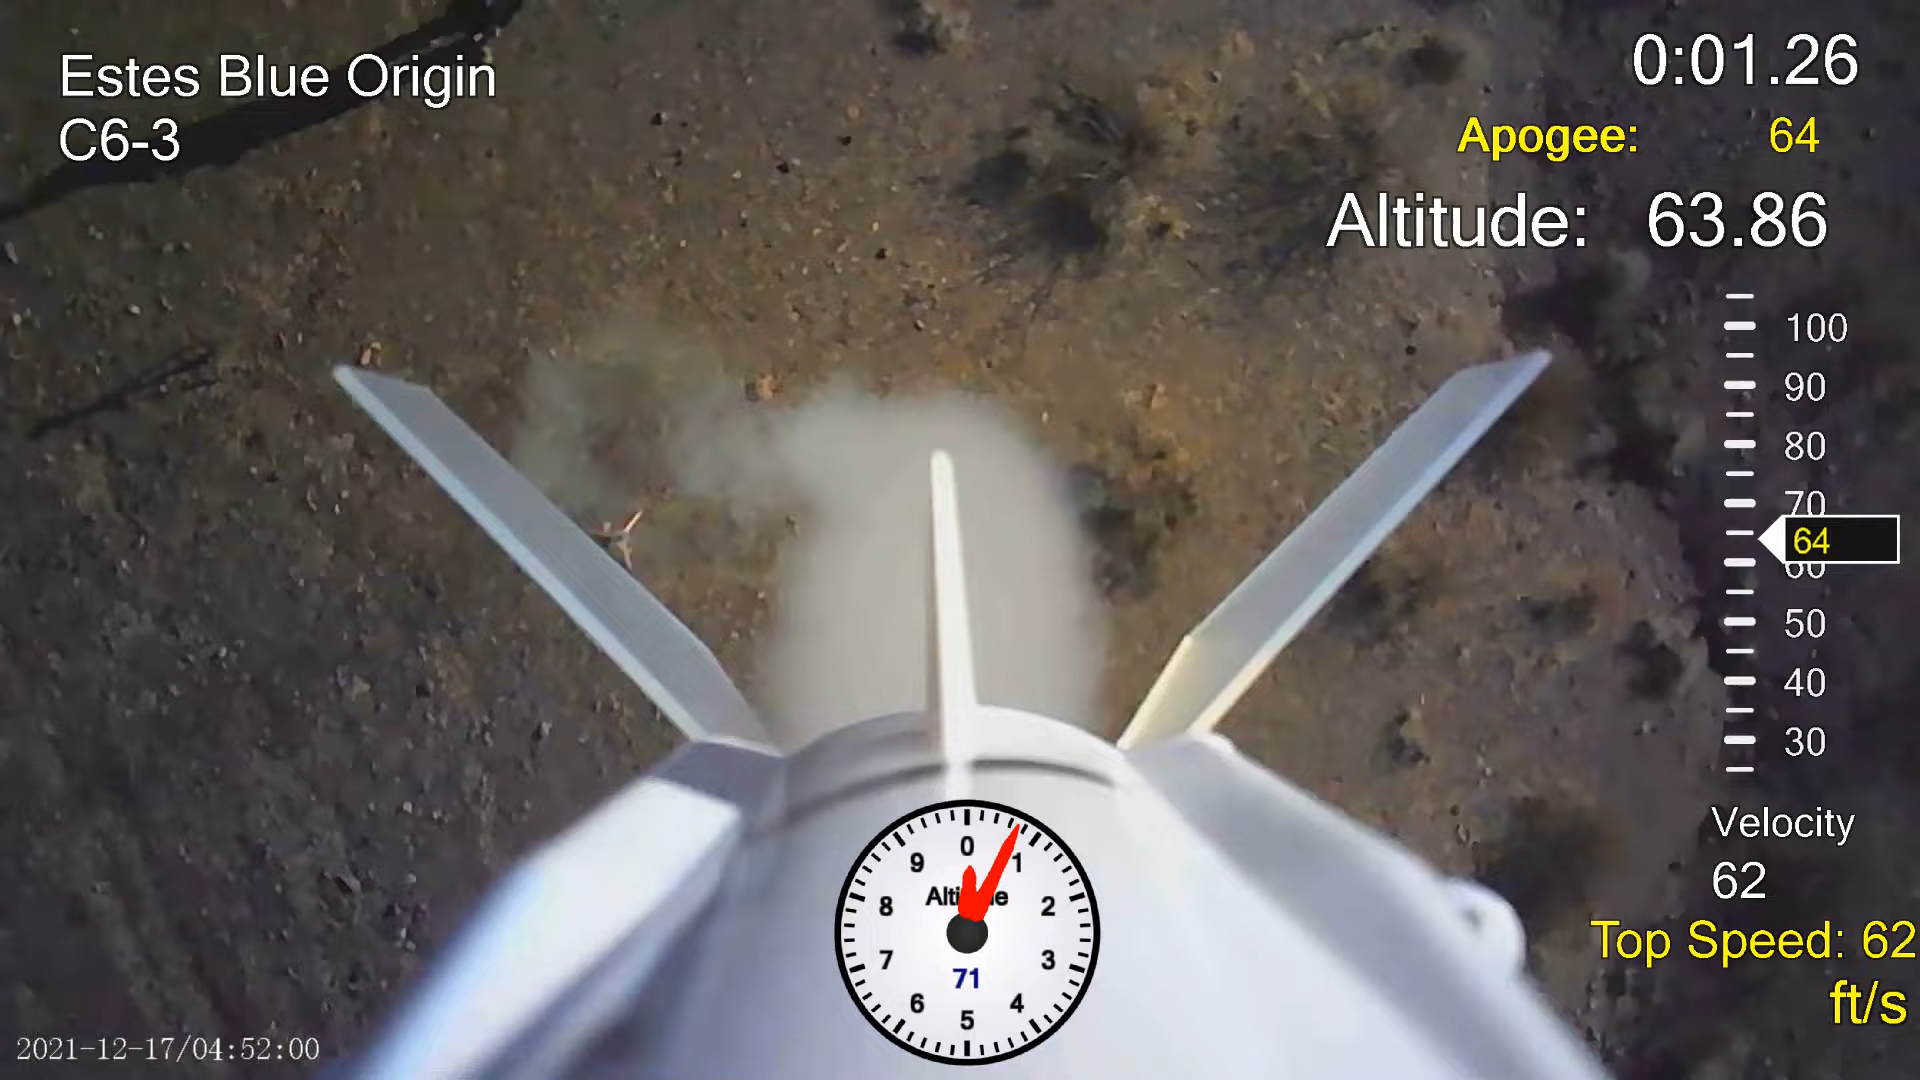 Estes Blue Origin
C6-3
0:01.26
Apogee: 64
Altitude: 63.86
100
90
80
70
64
60
50
40
30
Velocity
62
Top Speed: 62
ft/s
0
9 1
8 2
7 3
71
6 4
5
2021-12-17/04:52:00